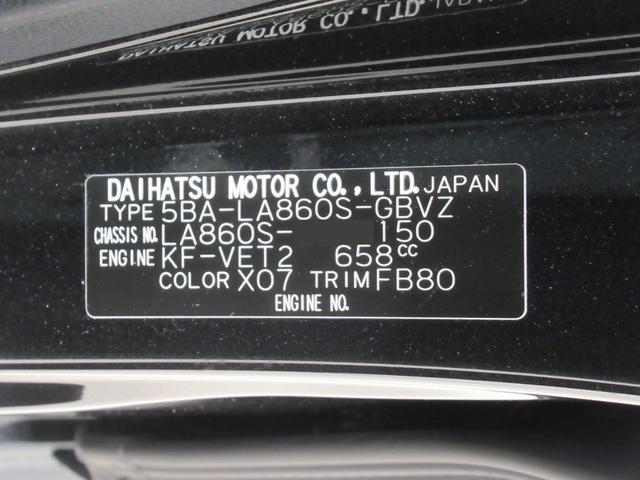 DAIHATSU MOTOR CO., LTD. JAPAN
TYPE 5BA-LA860S-GBVZ
CHASSIS NO. LA860S- 150
ENGINE KF-VET2 658cc
COLOR X07 TRIM FB80
ENGINE NO.